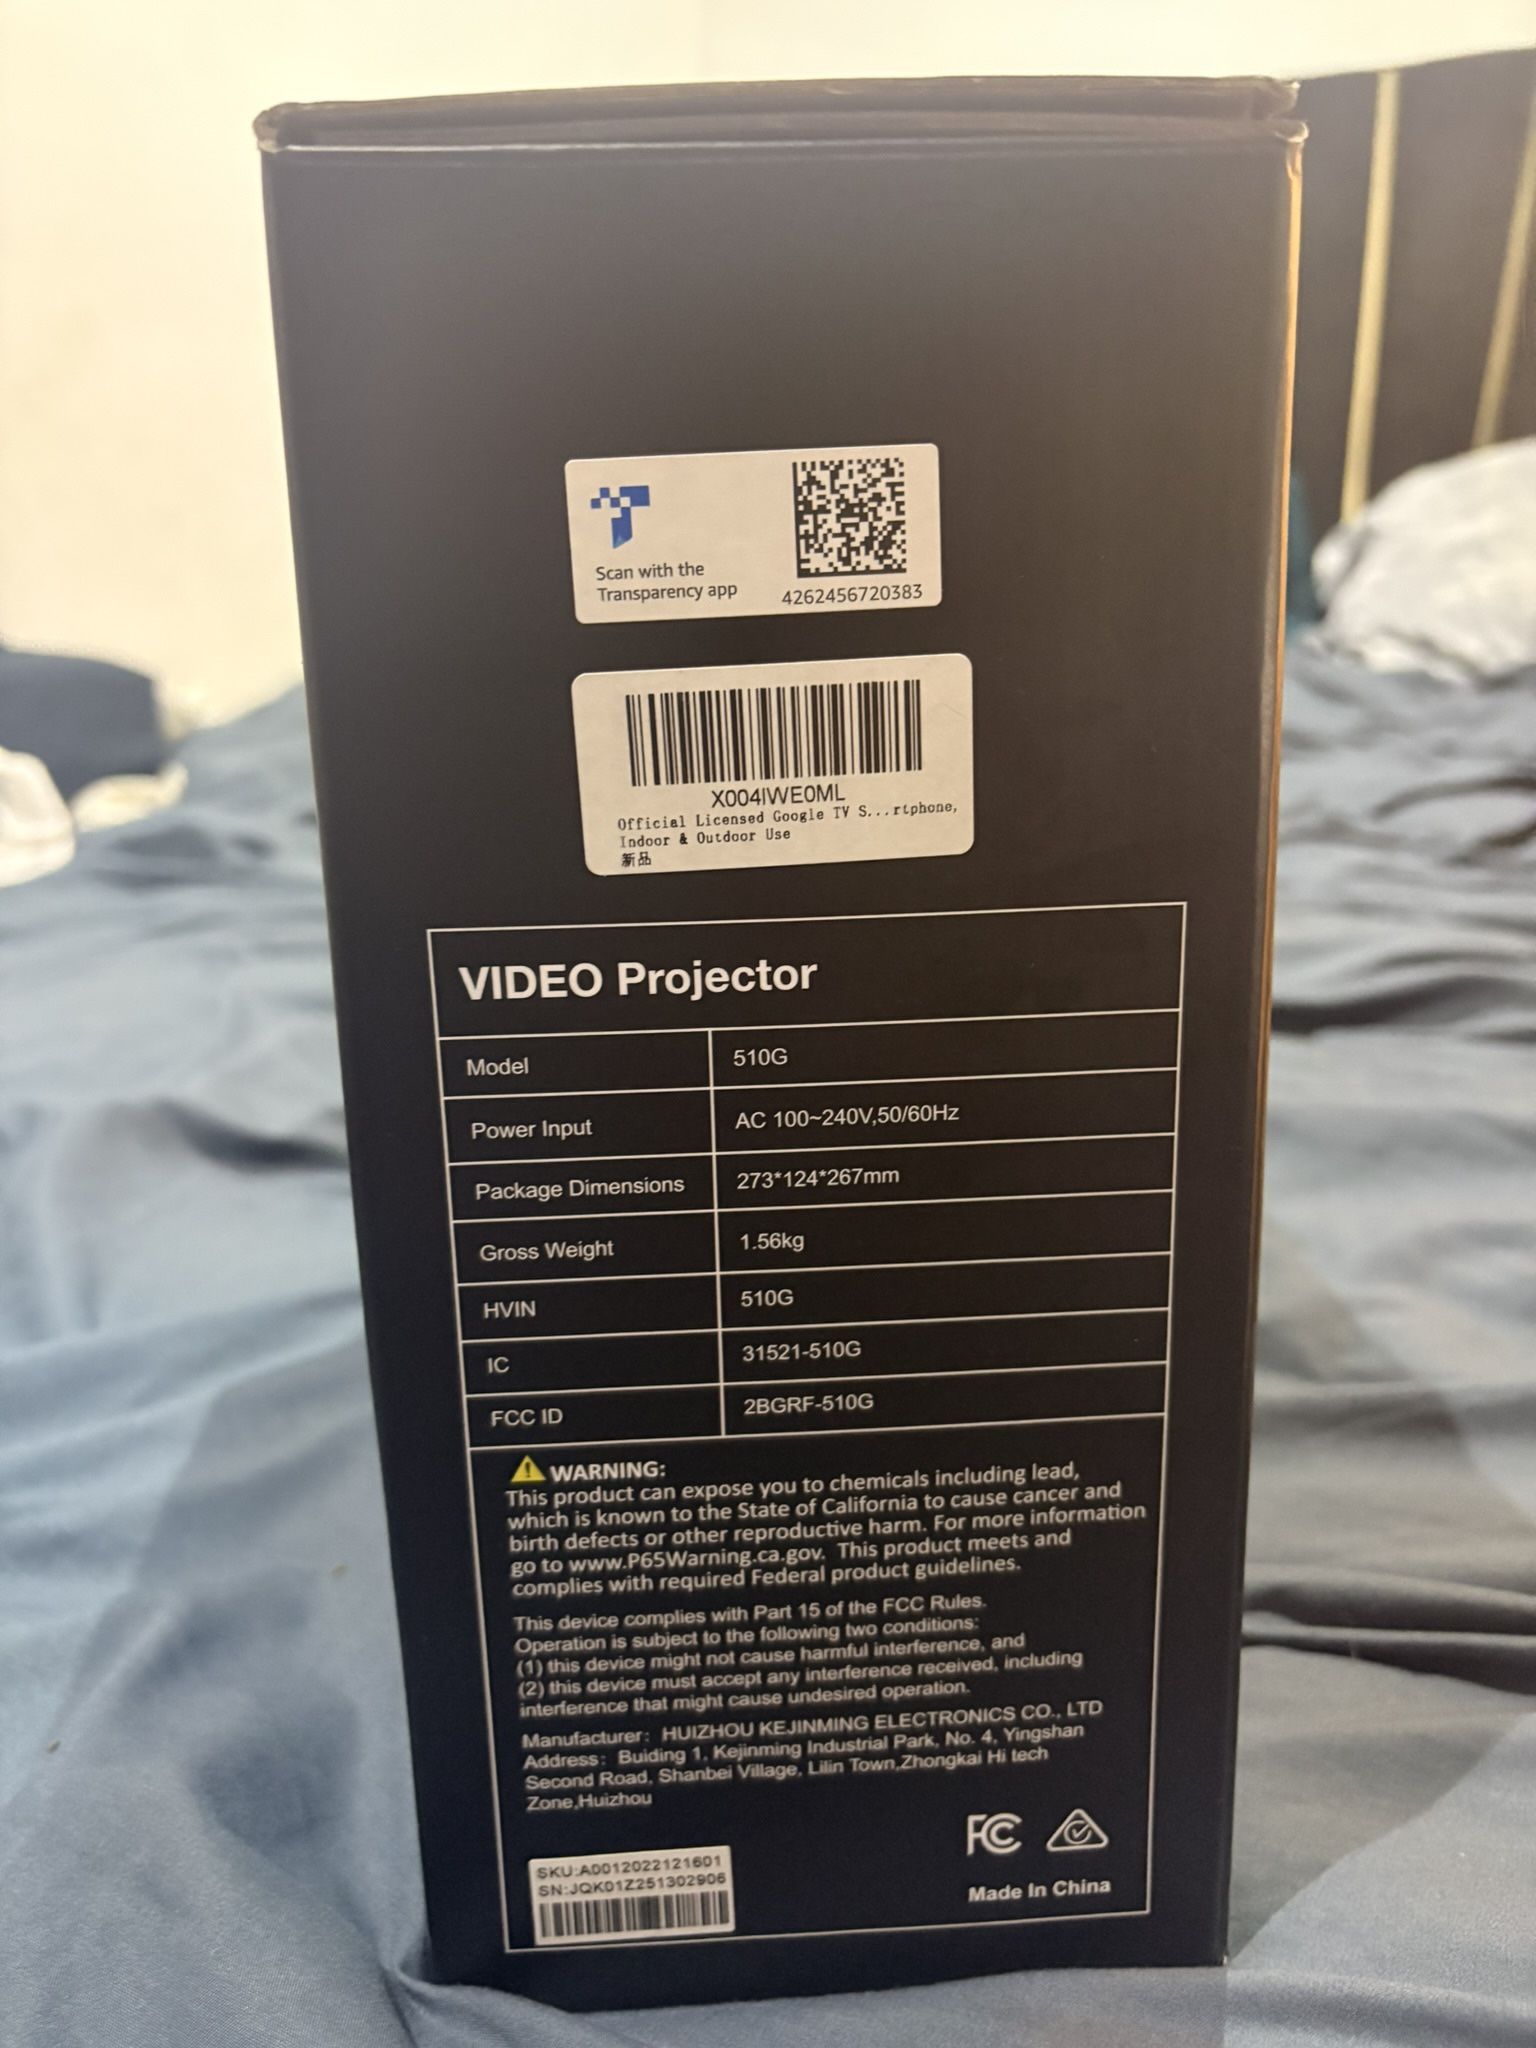 Scan with the
Transparency app
4262456720383
X004IWE0ML
Official Licensed Google TV S...rtphone,
Indoor & Outdoor Use
新品
VIDEO Projector
Model 510G
Power Input AC 100~240V,50/60Hz
Package Dimensions 273*124*267mm
Gross Weight 1.56kg
HVIN 510G
IC 31521-510G
FCC ID 2BGRF-510G
WARNING:
This product can expose you to chemicals including lead,
which is known to the State of California to cause cancer and
birth defects or other reproductive harm. For more information
go to www.P65Warning.ca.gov. This product meets and
complies with required Federal product guidelines.
This device complies with Part 15 of the FCC Rules.
Operation is subject to the following two conditions:
(1) this device might not cause harmful interference, and
(2) this device must accept any interference received, including
interference that might cause undesired operation.
Manufacturer: HUIZHOU KEJINMING ELECTRONICS CO., LTD
Address: Buiding 1, Kejinming Industrial Park, No. 4, Yingshan
Second Road, Shanbei Village, Lilin Town,Zhongkai Hi tech
Zone,Huizhou
FC
SKU:A0012022121601
SN:JQK01Z251302906
Made In China